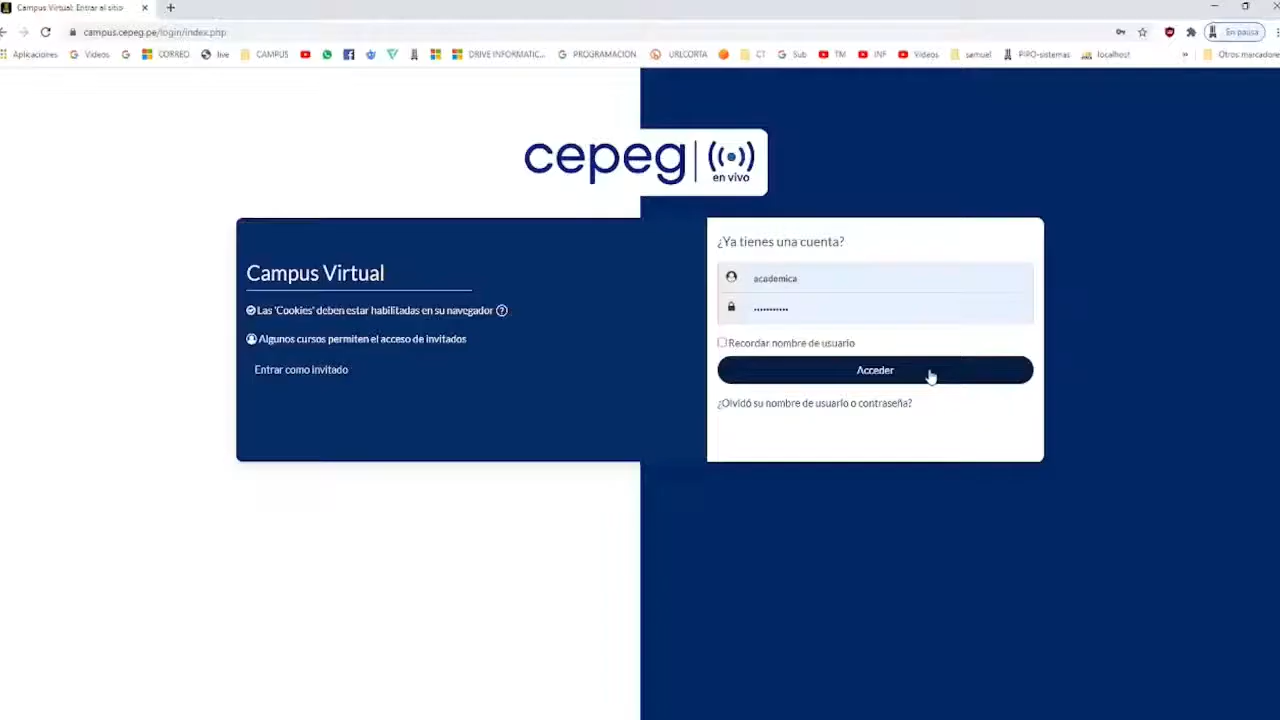 Campus Virtual: Entrar al sitio
campus.cepeg.pe/login/index.php
En pausa
Aplicaciones Videos CORREO live CAMPUS DRIVE INFORMATIC... PROGRAMACION URLCORTA CT Sub TM INF Videos samuel PIPO-sistemas localhost » Otros marcadores
cepeg
en vivo
Campus Virtual
Las 'Cookies' deben estar habilitadas en su navegador
Algunos cursos permiten el acceso de invitados
Entrar como invitado
¿Ya tienes una cuenta?
academica
•••••••••••
Recordar nombre de usuario
Acceder
¿Olvidó su nombre de usuario o contraseña?